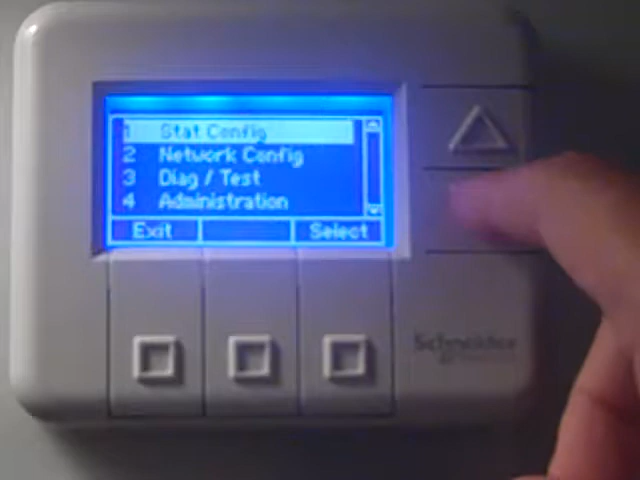 1 Stat Config
2 Network Config
3 Diag / Test
4 Administration
Exit Select
Schneider